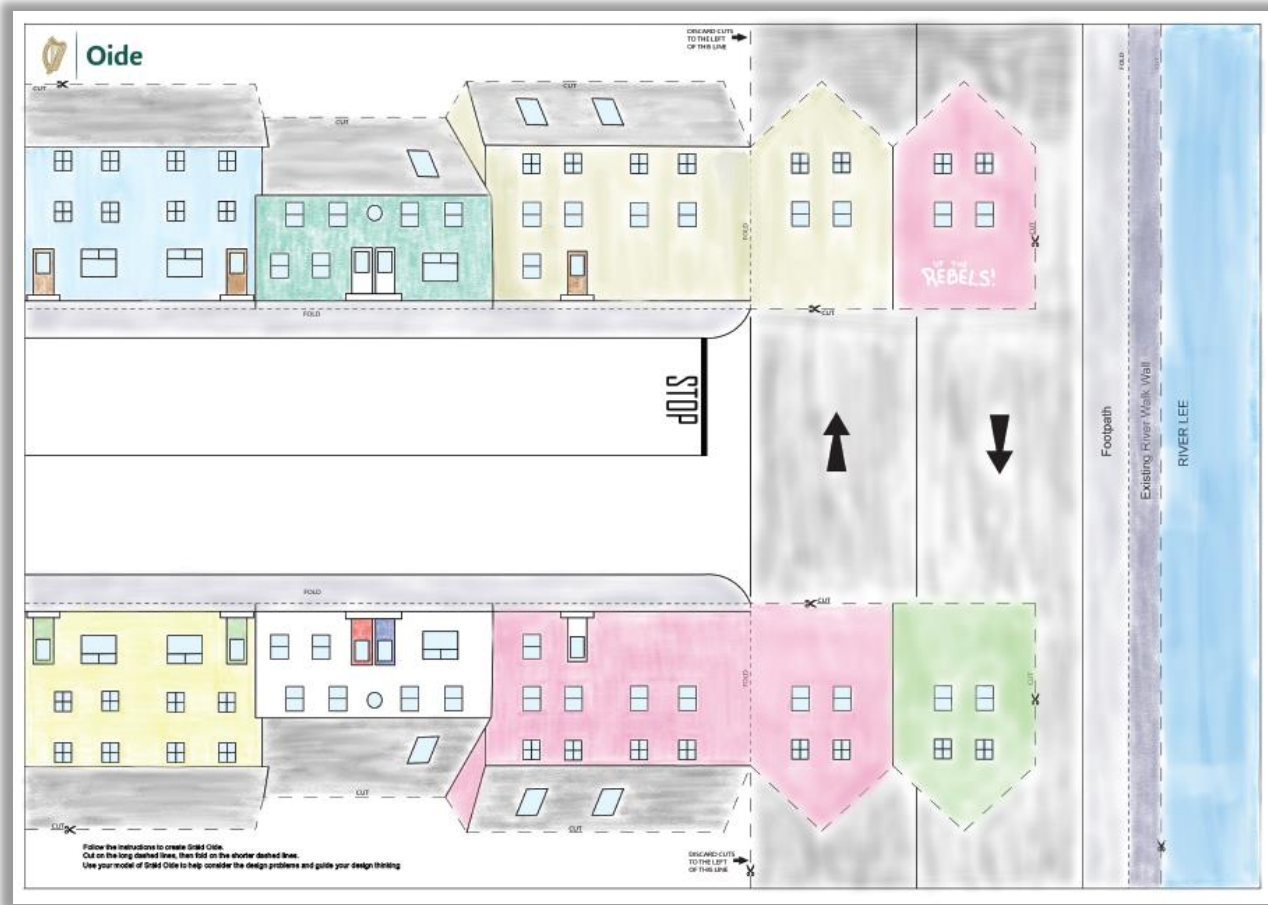 Oide
DISCARD CUTS
TO THE LEFT
OF THIS LINE
CUT
CUT
CUT
FOLD
FOLD
CUT
UP THE
REBELS!
FOLD
CUT
STOP
Footpath
Existing River Walk Wall
RIVER LEE
FOLD
CUT
FOLD
CUT
CUT
CUT
CUT
Follow the instructions to create Sráid Oide.
Cut on the long dashed lines, then fold on the shorter dashed lines.
Use your model of Sráid Oide to help consider the design problems and guide your design thinking
DISCARD CUTS
TO THE LEFT
OF THIS LINE